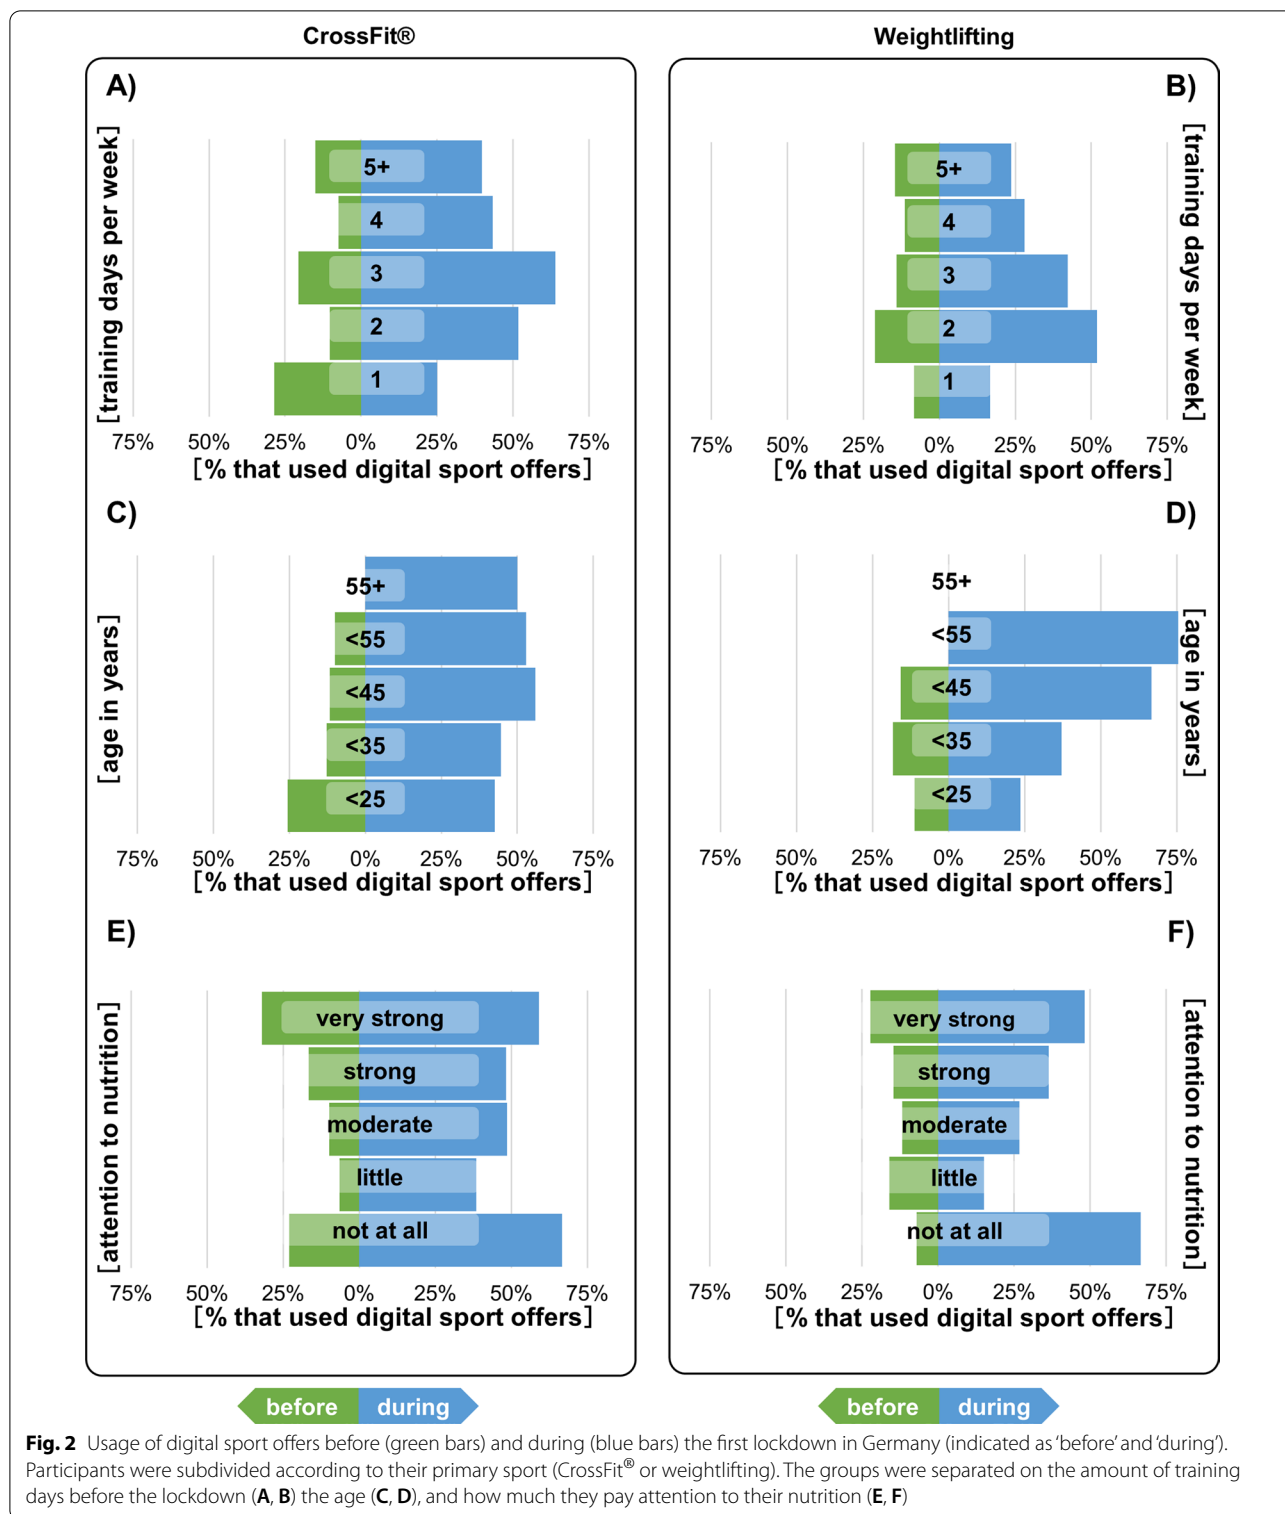 CrossFit®
Weightlifting
A)
[training days per week]
5+
4
3
2
1
75% 50% 25% 0% 25% 50% 75%
[% that used digital sport offers]
B)
[training days per week]
5+
4
3
2
1
75% 50% 25% 0% 25% 50% 75%
[% that used digital sport offers]
C)
[age in years]
55+
<55
<45
<35
<25
75% 50% 25% 0% 25% 50% 75%
[% that used digital sport offers]
D)
[age in years]
55+
<55
<45
<35
<25
75% 50% 25% 0% 25% 50% 75%
[% that used digital sport offers]
E)
[attention to nutrition]
very strong
strong
moderate
little
not at all
75% 50% 25% 0% 25% 50% 75%
[% that used digital sport offers]
F)
[attention to nutrition]
very strong
strong
moderate
little
not at all
75% 50% 25% 0% 25% 50% 75%
[% that used digital sport offers]
before during
before during
Fig. 2 Usage of digital sport offers before (green bars) and during (blue bars) the first lockdown in Germany (indicated as ‘before’ and ‘during’).
Participants were subdivided according to their primary sport (CrossFit® or weightlifting). The groups were separated on the amount of training
days before the lockdown (A, B) the age (C, D), and how much they pay attention to their nutrition (E, F)